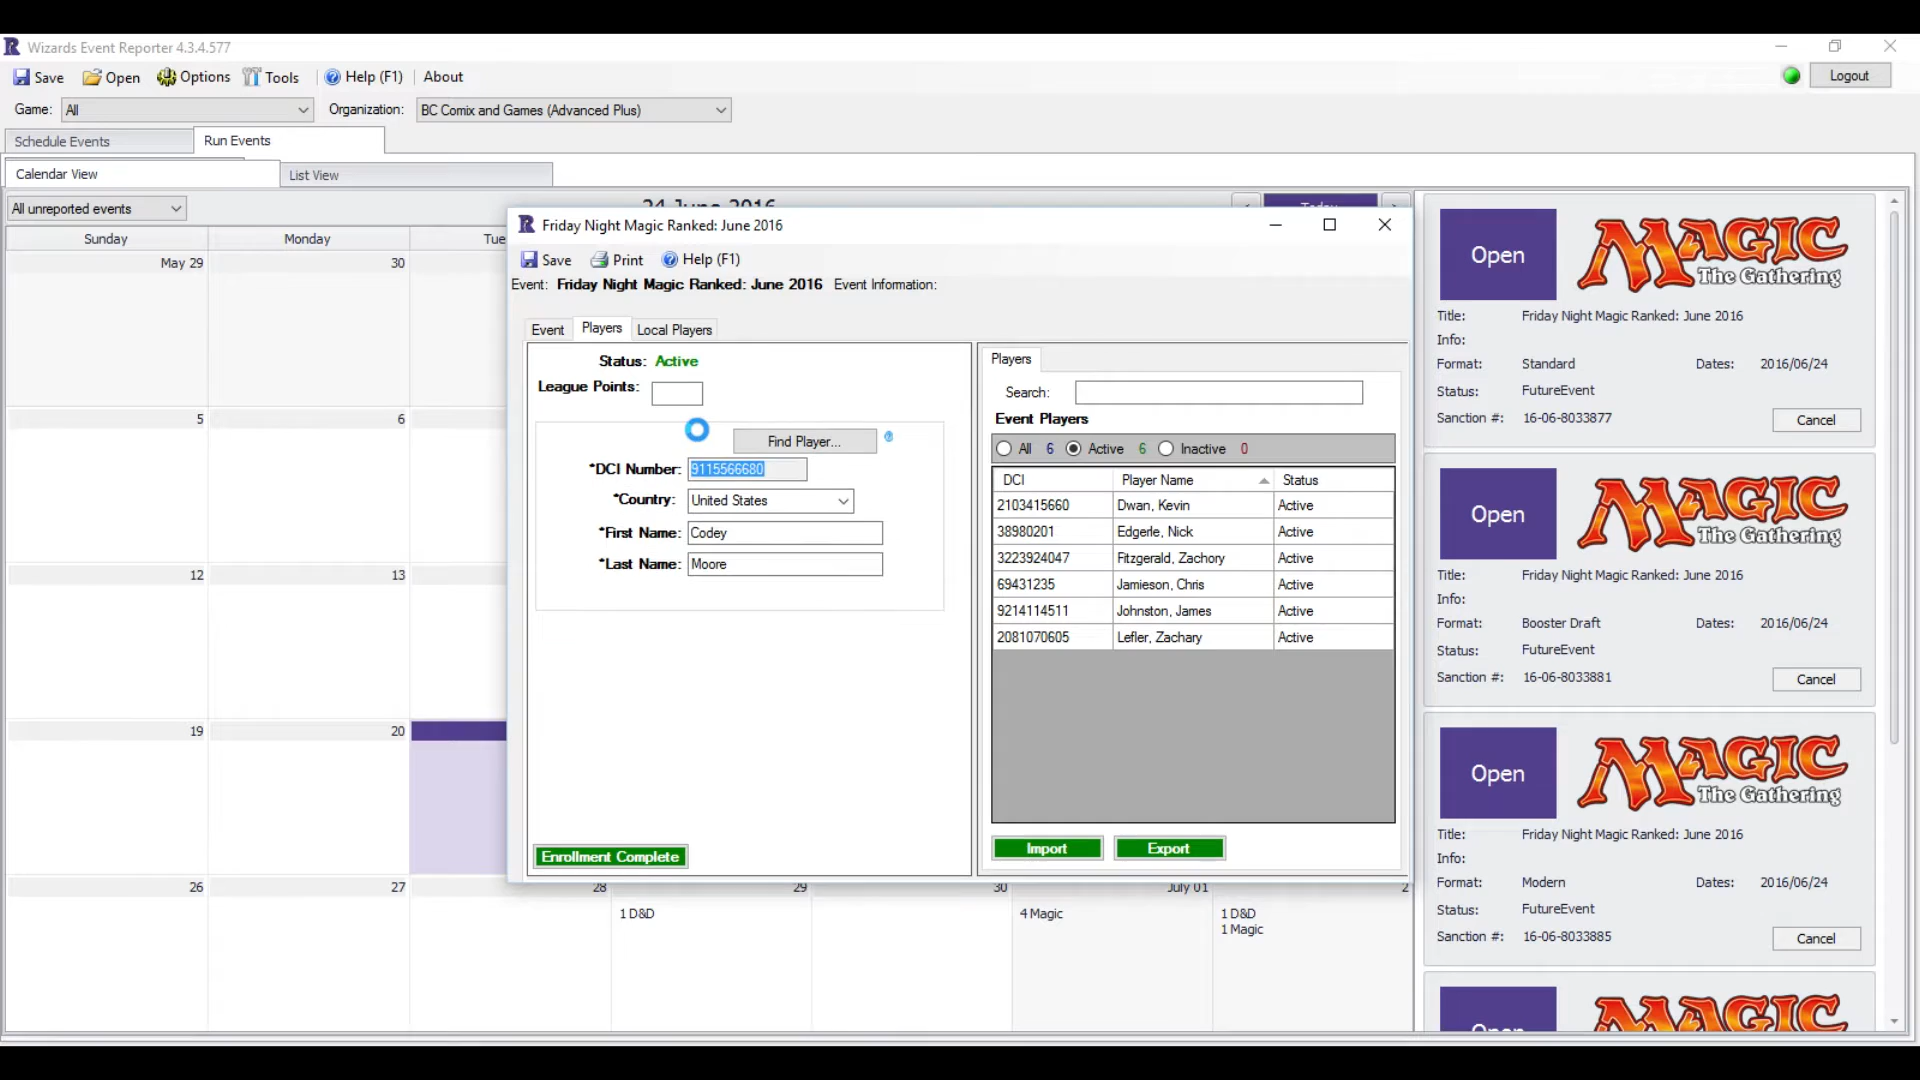 Wizards Event Reporter 4.3.4.577
Save Open Options Tools Help (F1) About Logout
Game: All Organization: BC Comix and Games (Advanced Plus)
Schedule Events Run Events
Calendar View List View
All unreported events 24 June 2016 Today
Sunday Monday Tue
May 29 30
5 6
12 13
19 20
26 27 28 29 30 July 01 2
1 D&D 4 Magic 1 D&D
1 Magic
Friday Night Magic Ranked: June 2016
Save Print Help (F1)
Event: Friday Night Magic Ranked: June 2016 Event Information:
Event Players Local Players
Status: Active
League Points:
Find Player...
*DCI Number: 9115566680
*Country: United States
*First Name: Codey
*Last Name: Moore
Enrollment Complete
Players
Search:
Event Players
All 6 Active 6 Inactive 0
DCI Player Name Status
2103415660 Dwan, Kevin Active
38980201 Edgerle, Nick Active
3223924047 Fitzgerald, Zachory Active
69431235 Jamieson, Chris Active
9214114511 Johnston, James Active
2081070605 Lefler, Zachary Active
Import Export
Open MAGIC The Gathering
Title: Friday Night Magic Ranked: June 2016
Info:
Format: Standard Dates: 2016/06/24
Status: FutureEvent
Sanction #: 16-06-8033877 Cancel
Open MAGIC The Gathering
Title: Friday Night Magic Ranked: June 2016
Info:
Format: Booster Draft Dates: 2016/06/24
Status: FutureEvent
Sanction #: 16-06-8033881 Cancel
Open MAGIC The Gathering
Title: Friday Night Magic Ranked: June 2016
Info:
Format: Modern Dates: 2016/06/24
Status: FutureEvent
Sanction #: 16-06-8033885 Cancel
Open MAGIC